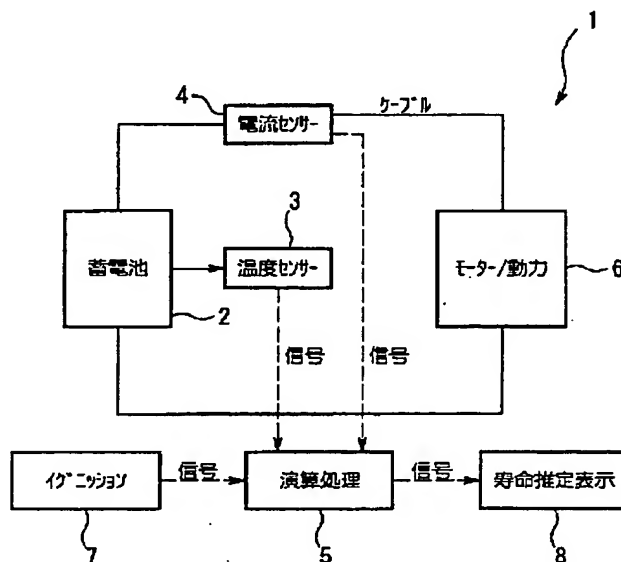 1
4
電流センサー
ケーブル
3
蓄電池
温度センサー
モーター/動力
6
2
信号
信号
イグニッション
信号
演算処理
信号
寿命推定表示
7
5
8